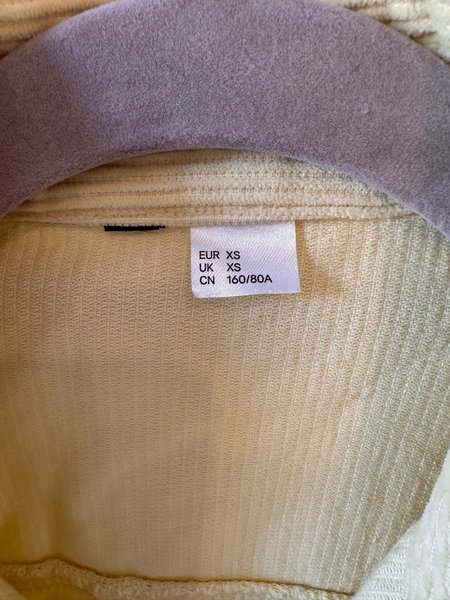 EUR XS
UK XS
CN 160/80A